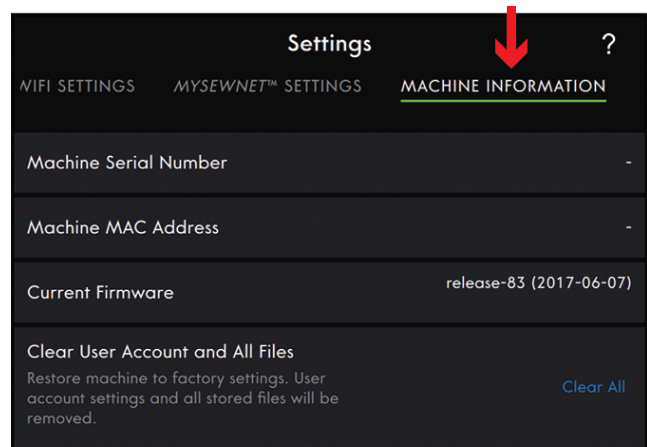 Settings
?
WIFI SETTINGS MYSEWNET™ SETTINGS MACHINE INFORMATION
Machine Serial Number -
Machine MAC Address -
Current Firmware release-83 (2017-06-07)
Clear User Account and All Files
Restore machine to factory settings. User
account settings and all stored files will be
removed.
Clear All